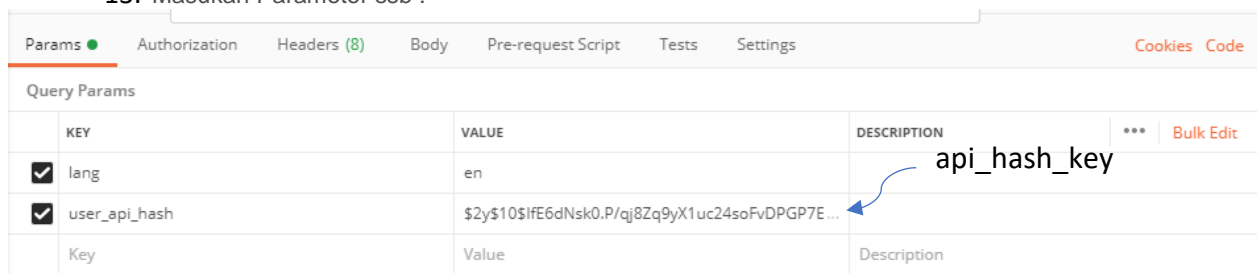 Params Authorization Headers (8) Body Pre-request Script Tests Settings Cookies Code
Query Params
KEY VALUE DESCRIPTION ••• Bulk Edit
api_hash_key
lang en
user_api_hash $2y$10$IfE6dNsk0.P/qj8Zq9yX1uc24soFvDPGP7E...
Key Value Description